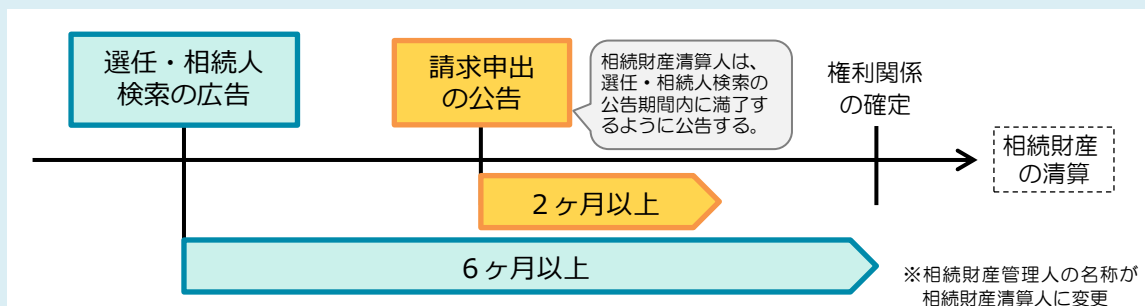 選任・相続人
検索の広告
請求申出
の公告
相続財産清算人は、
選任・相続人検索の
公告期間内に満了す
るように公告する。
権利関係
の確定
相続財産
の清算
２ヶ月以上
６ヶ月以上
※相続財産管理人の名称が
相続財産清算人に変更